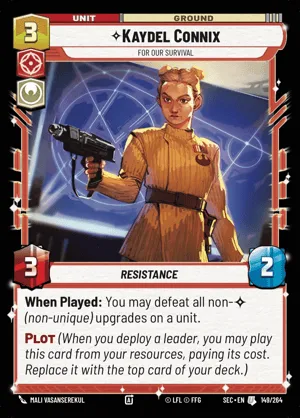 UNIT GROUND
3
✧KAYDEL CONNIX
FOR OUR SURVIVAL
3
RESISTANCE
2
When Played: You may defeat all non-✧
(non-unique) upgrades on a unit.
PLOT (When you deploy a leader, you may play
this card from your resources, paying its cost.
Replace it with the top card of your deck.)
MALI VASANSEREKUL © LFL © FFG SEC • EN 149/264